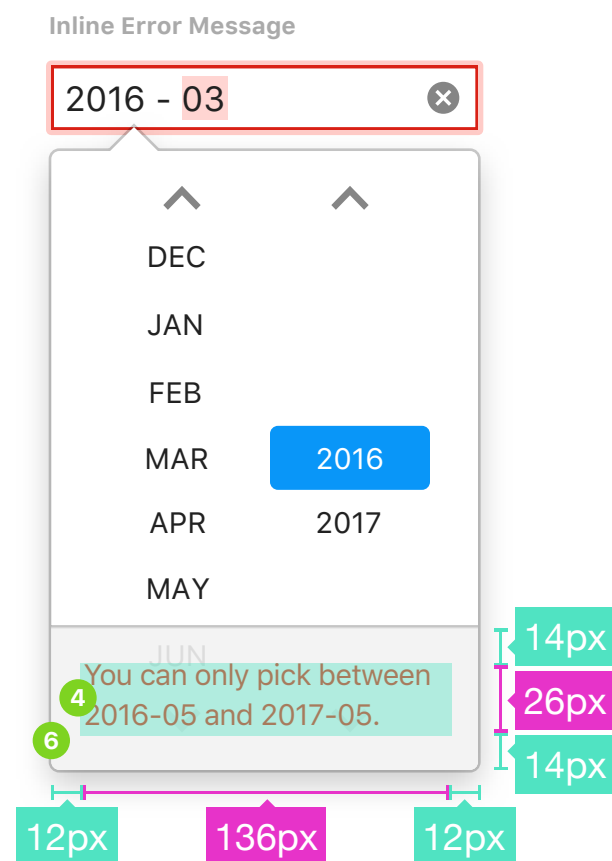 Inline Error Message
2016 - 03
DEC
JAN
FEB
MAR 2016
APR 2017
MAY
JUN
14px
You can only pick between
4
26px
2016-05 and 2017-05.
6
14px
12px 136px 12px